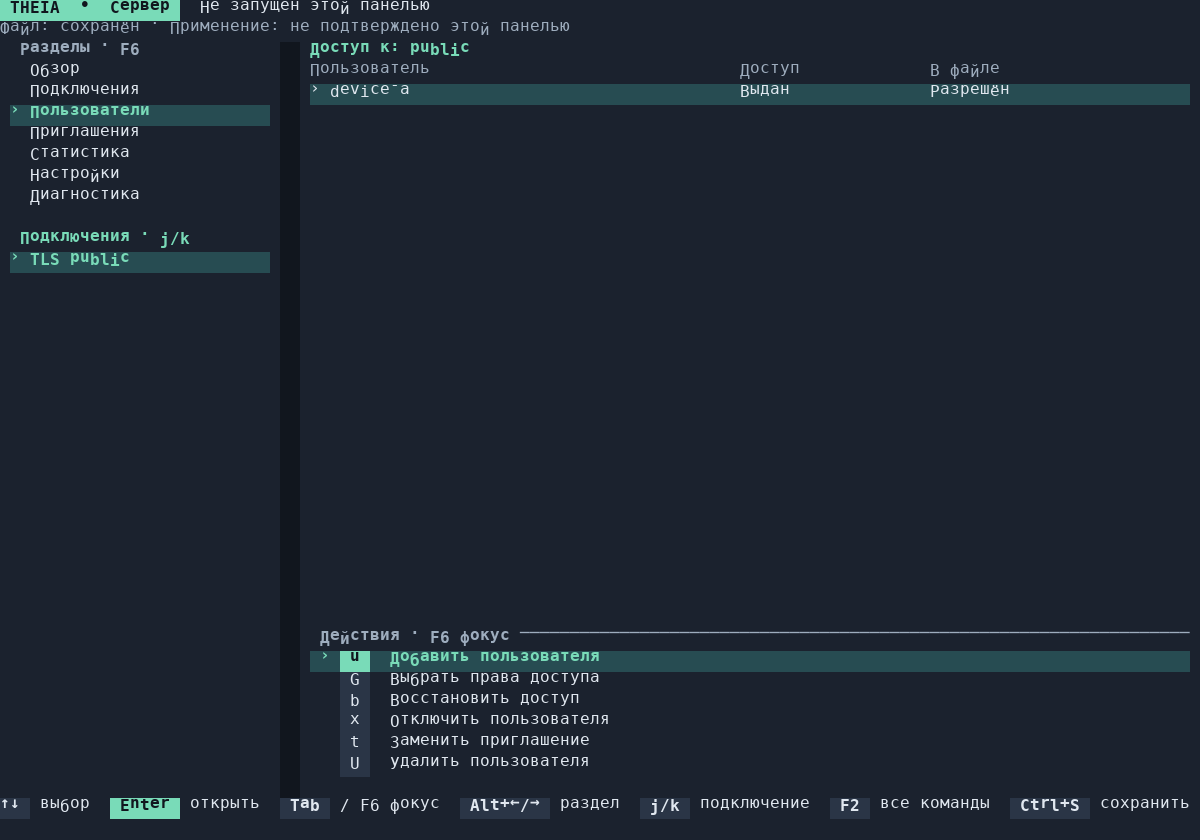 THEIA • Сервер Не запущен этой панелью
Файл: сохранён · Применение: не подтверждено этой панелью
Разделы · F6
Обзор
Подключения
› Пользователи
Приглашения
Статистика
Настройки
Диагностика
Подключения · j/k
› TLS public
Доступ к: public
Пользователь Доступ В файле
› device-a Выдан Разрешён
Действия · F6 фокус
› u Добавить пользователя
G Выбрать права доступа
b Восстановить доступ
x Отключить пользователя
t Заменить приглашение
U Удалить пользователя
↑↓ выбор Enter открыть Tab / F6 фокус Alt+←/→ раздел j/k подключение F2 все команды Ctrl+S сохранить